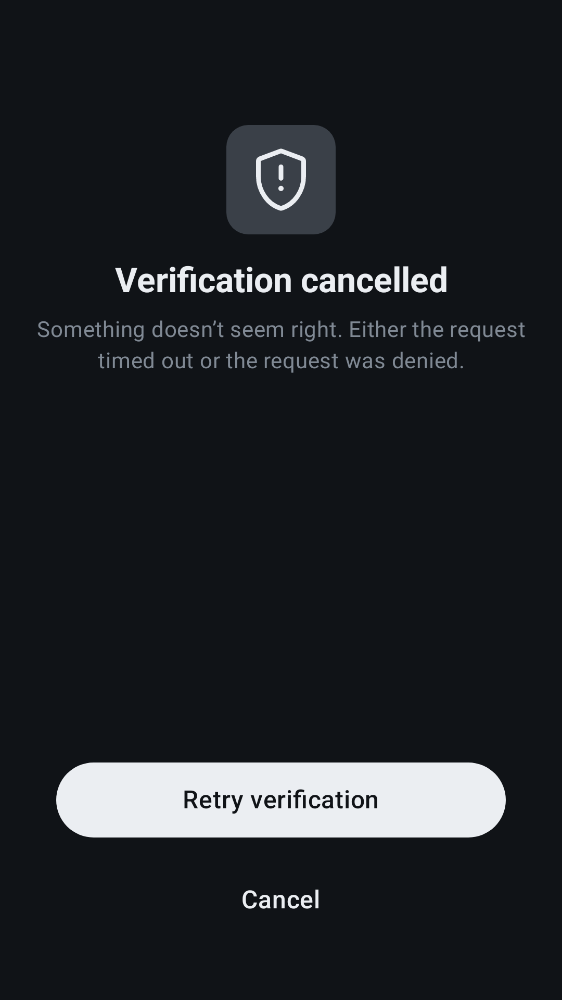 Verification cancelled
Something doesn’t seem right. Either the request
timed out or the request was denied.
Retry verification
Cancel